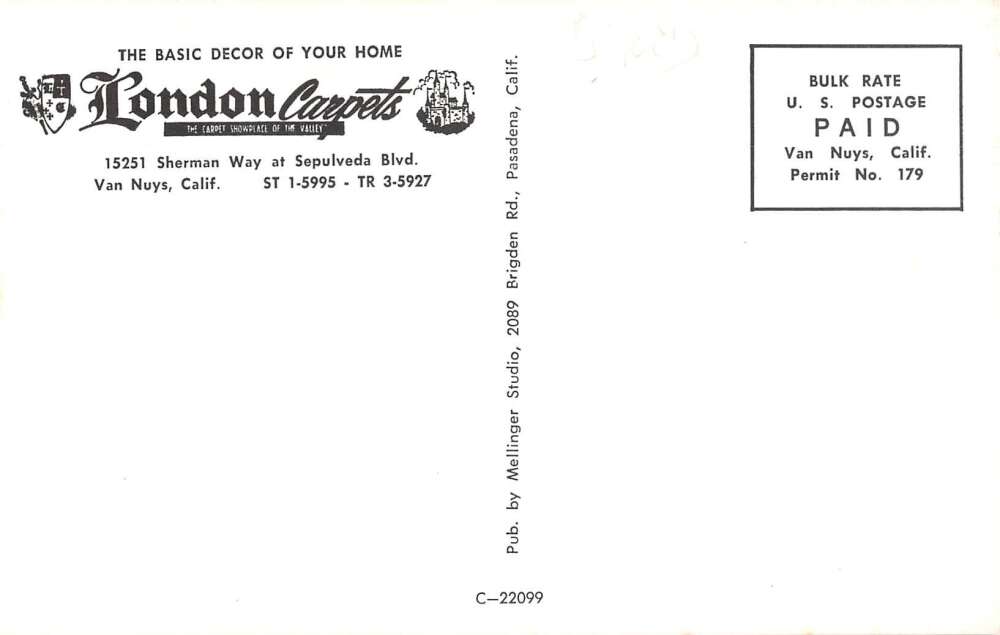 THE BASIC DECOR OF YOUR HOME
London Carpets
"THE CARPET SHOWPLACE OF THE VALLEY"
15251 Sherman Way at Sepulveda Blvd.
Van Nuys, Calif. ST 1-5995 - TR 3-5927
Pub. by Mellinger Studio, 2089 Brigden Rd., Pasadena, Calif.
BULK RATE
U. S. POSTAGE
PAID
Van Nuys, Calif.
Permit No. 179
C-22099